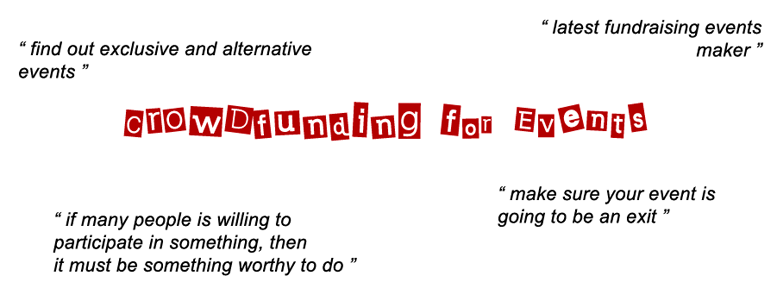 “ latest fundraising events
maker ”
“ find out exclusive and alternative
events ”
CroWDfunding for Events
“ make sure your event is
going to be an exit ”
“ if many people is willing to
participate in something, then
it must be something worthy to do ”